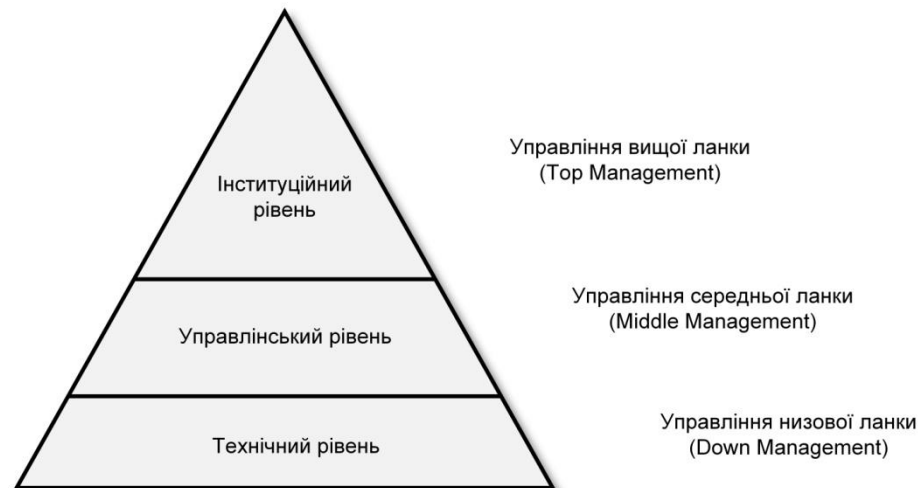 Інституційний
рівень
Управління вищої ланки
(Top Management)
Управлінський рівень
Управління середньої ланки
(Middle Management)
Технічний рівень
Управління низової ланки
(Down Management)